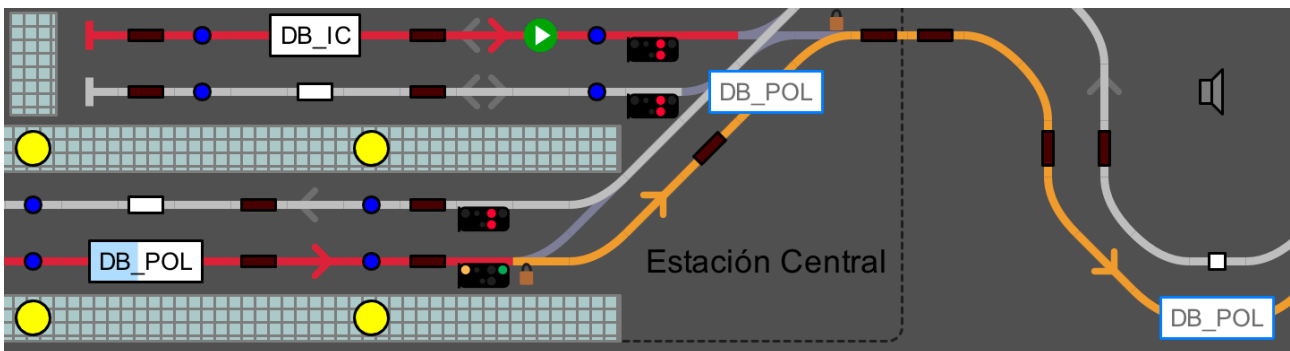 DB_IC
DB_POL
DB_POL
Estación Central
DB_POL